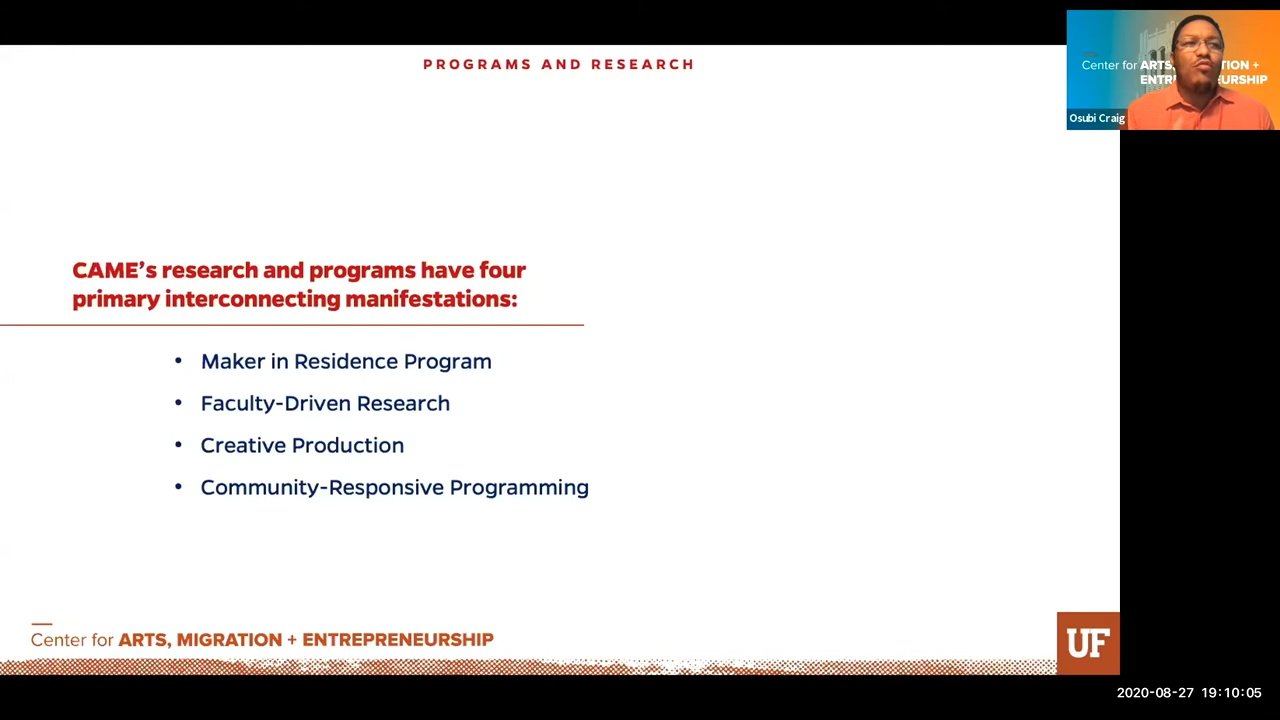 PROGRAMS AND RESEARCH
Center for ARTS,
ENT
TION +
URSHIP
Osubi Craig
CAME's research and programs have four
primary interconnecting manifestations:
• Maker in Residence Program
• Faculty-Driven Research
• Creative Production
• Community-Responsive Programming
Center for ARTS, MIGRATION + ENTREPRENEURSHIP
UF
2020-08-27 19:10:05